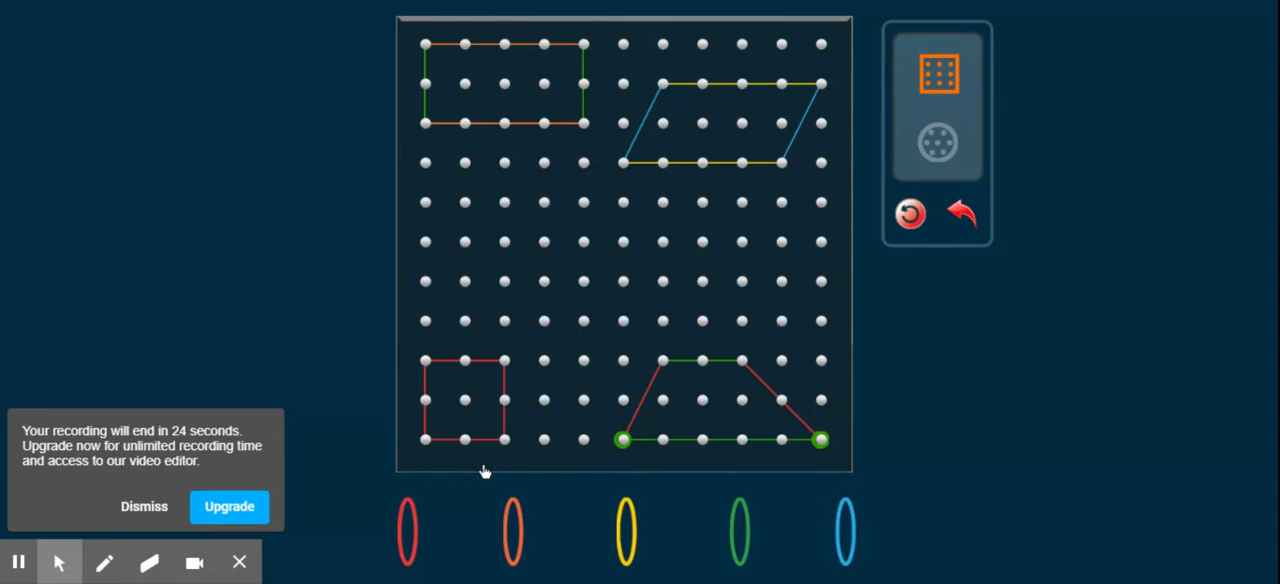 Your recording will end in 24 seconds.
Upgrade now for unlimited recording time
and access to our video editor.
Dismiss
Upgrade